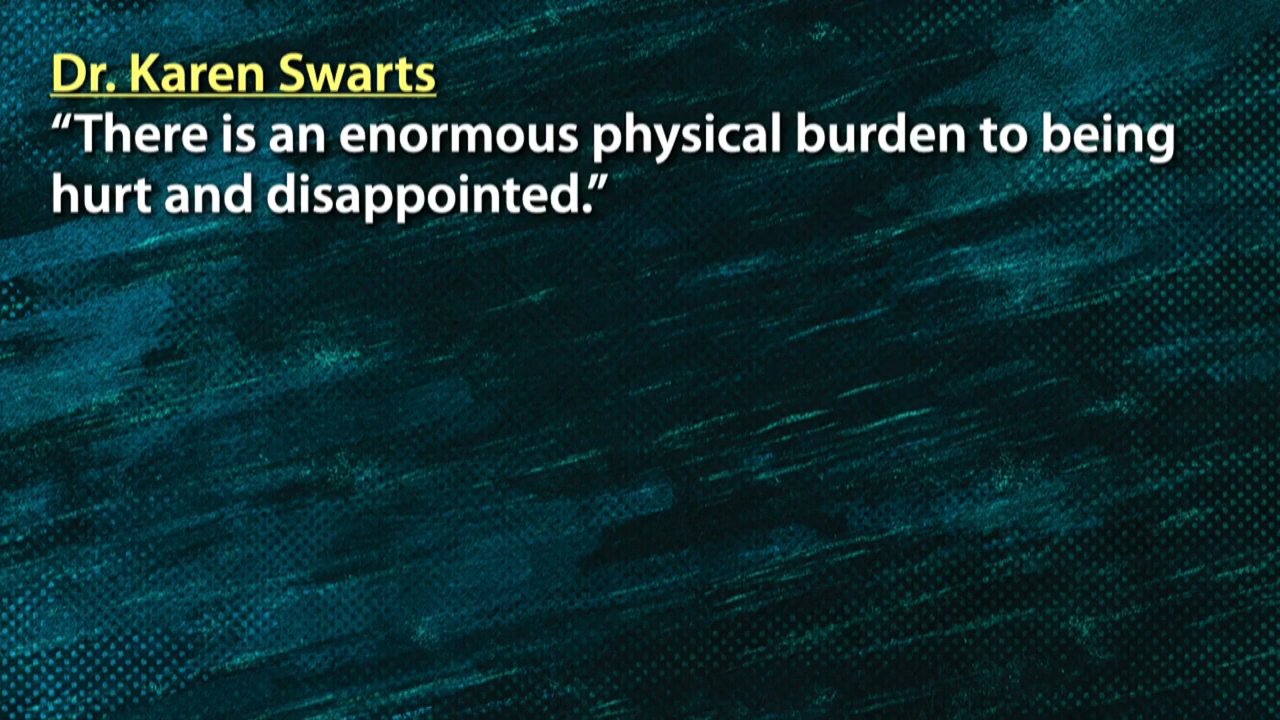 Dr. Karen Swarts
“There is an enormous physical burden to being
hurt and disappointed.”